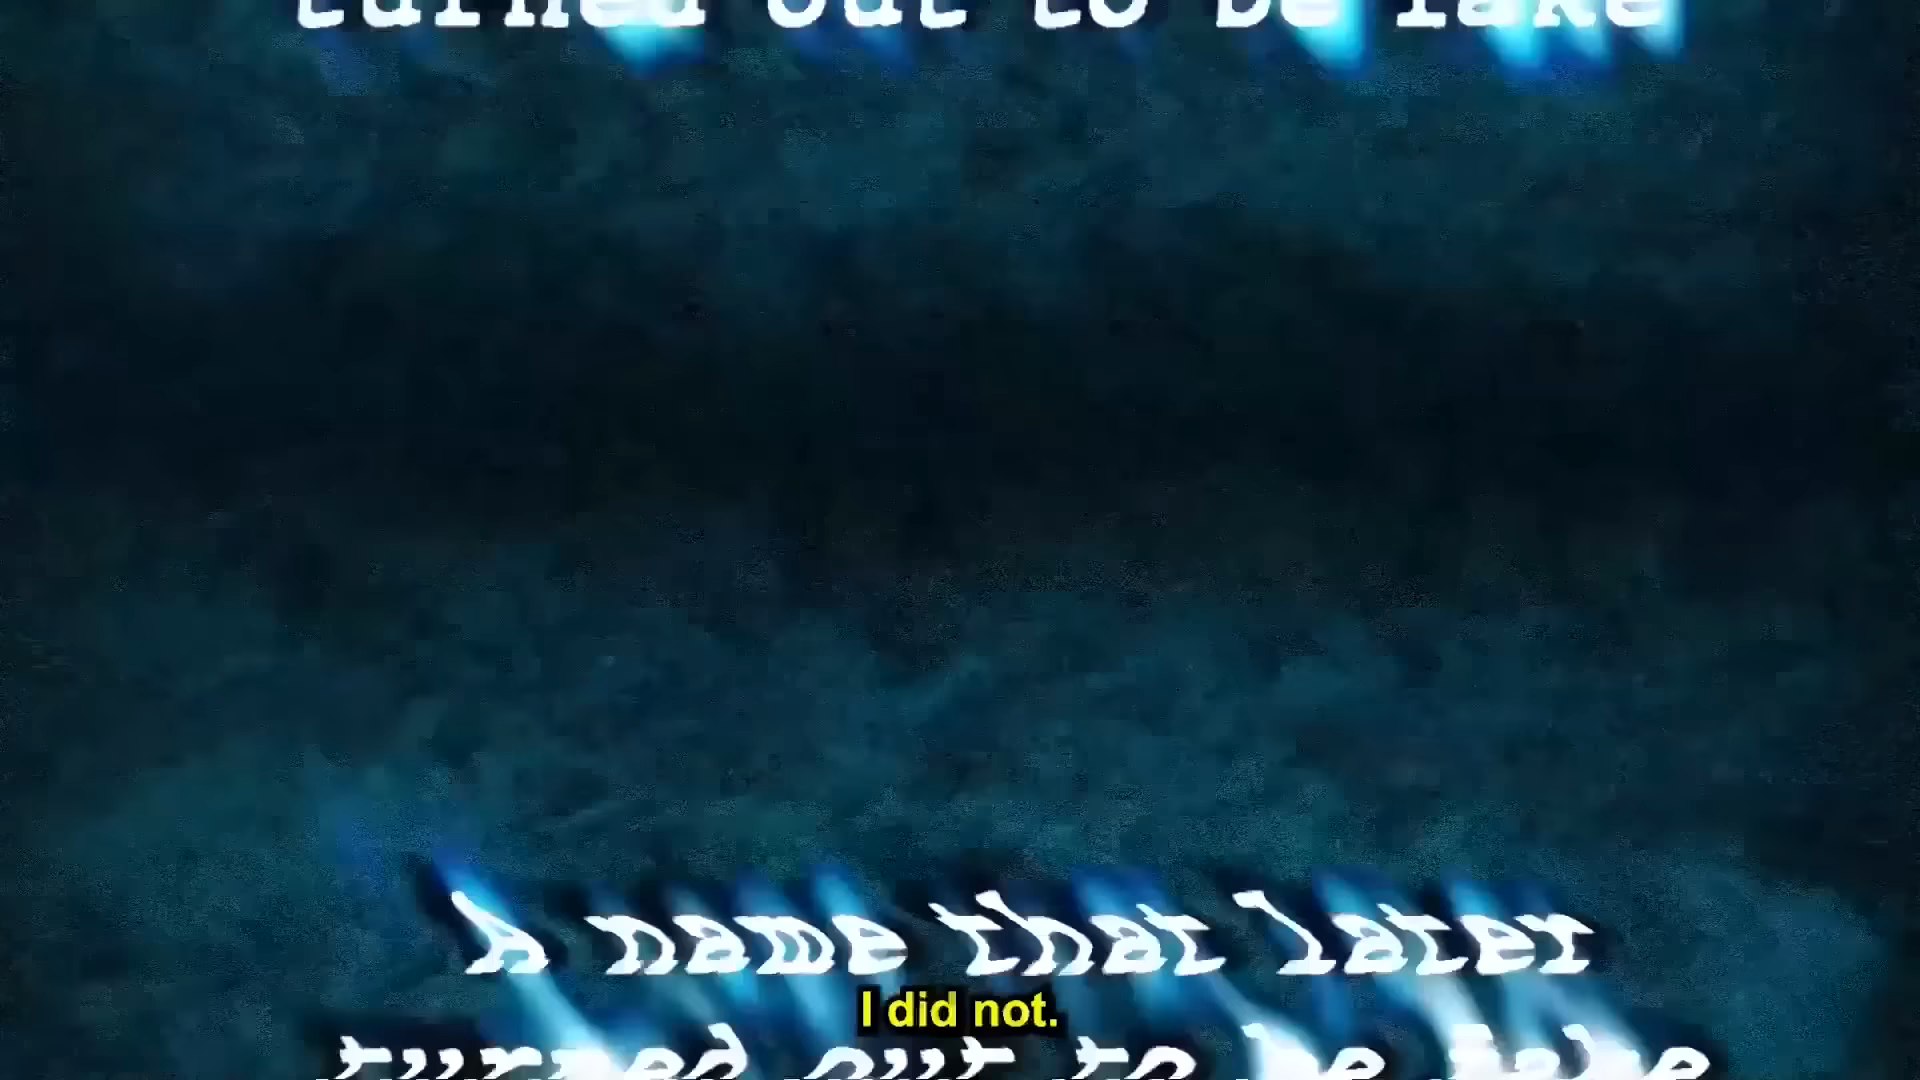 turned out to be fake
A name that later
I did not.
turned out to be fake